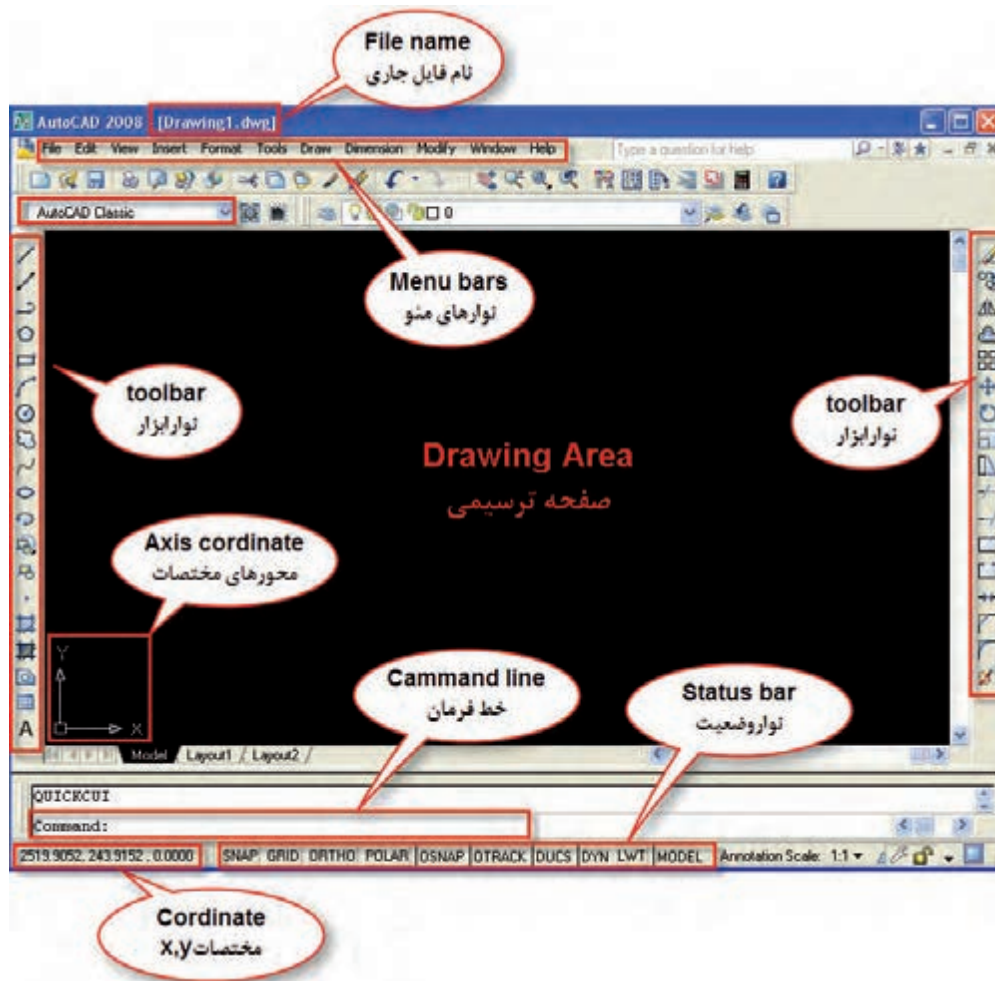 File name
نام فایل جاری
AutoCAD 2008 - [Drawing1.dwg]
File Edit View Insert Format Tools Draw Dimension Modify Window Help Type a question for help
AutoCAD Classic 0
Menu bars
نوارهای منو
toolbar
نوارابزار
toolbar
نوارابزار
Drawing Area
صفحه ترسیمی
Axis cordinate
محورهای مختصات
Y
X
A
Cammand line
خط فرمان
Status bar
نواروضعیت
Model Layout1 Layout2
QUICKCUI
Command:
2519.9052, 243.9152 , 0.0000 SNAP GRID ORTHO POLAR OSNAP OTRACK DUCS DYN LWT MODEL Annotation Scale: 1:1
Cordinate
مختصات x,y